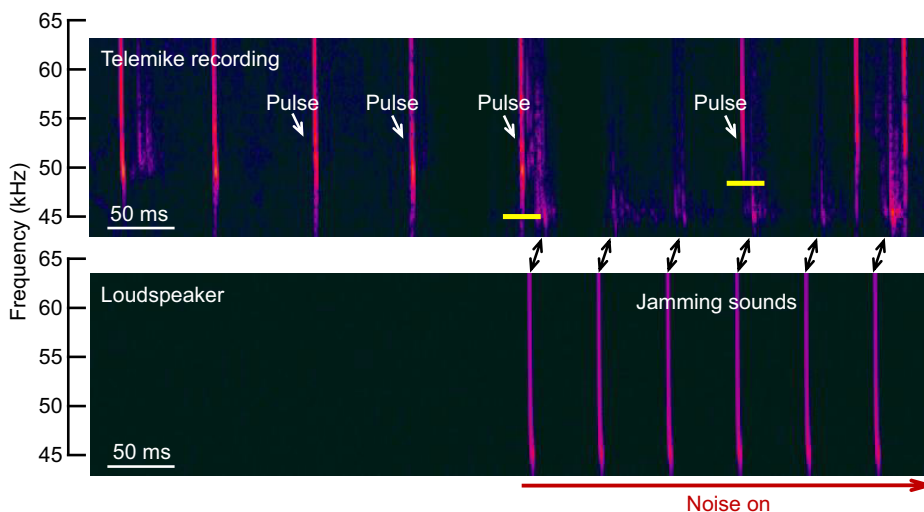 65
60
55
50
45
Telemike recording
Pulse
Pulse
Pulse
Pulse
50 ms
Frequency (kHz)
65
60
55
50
45
Loudspeaker
Jamming sounds
50 ms
Noise on